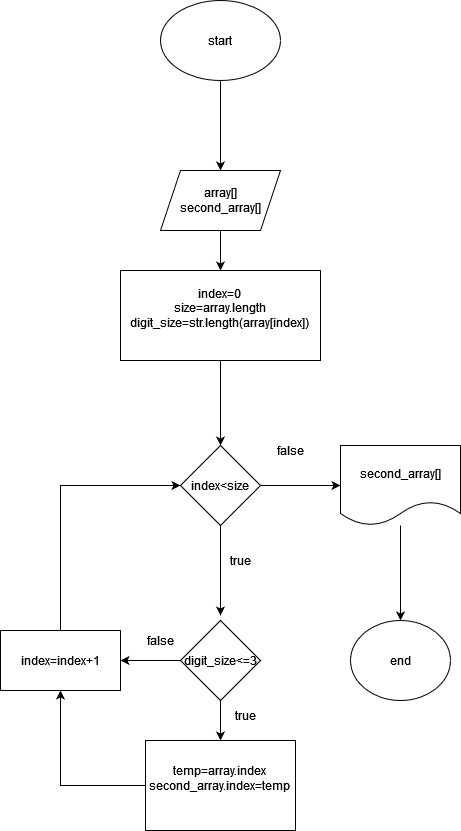 start
array[]
second_array[]
index=0
size=array.length
digit_size=str.length(array[index])
false
index<size
second_array[]
true
false
index=index+1
digit_size<=3
end
true
temp=array.index
second_array.index=temp